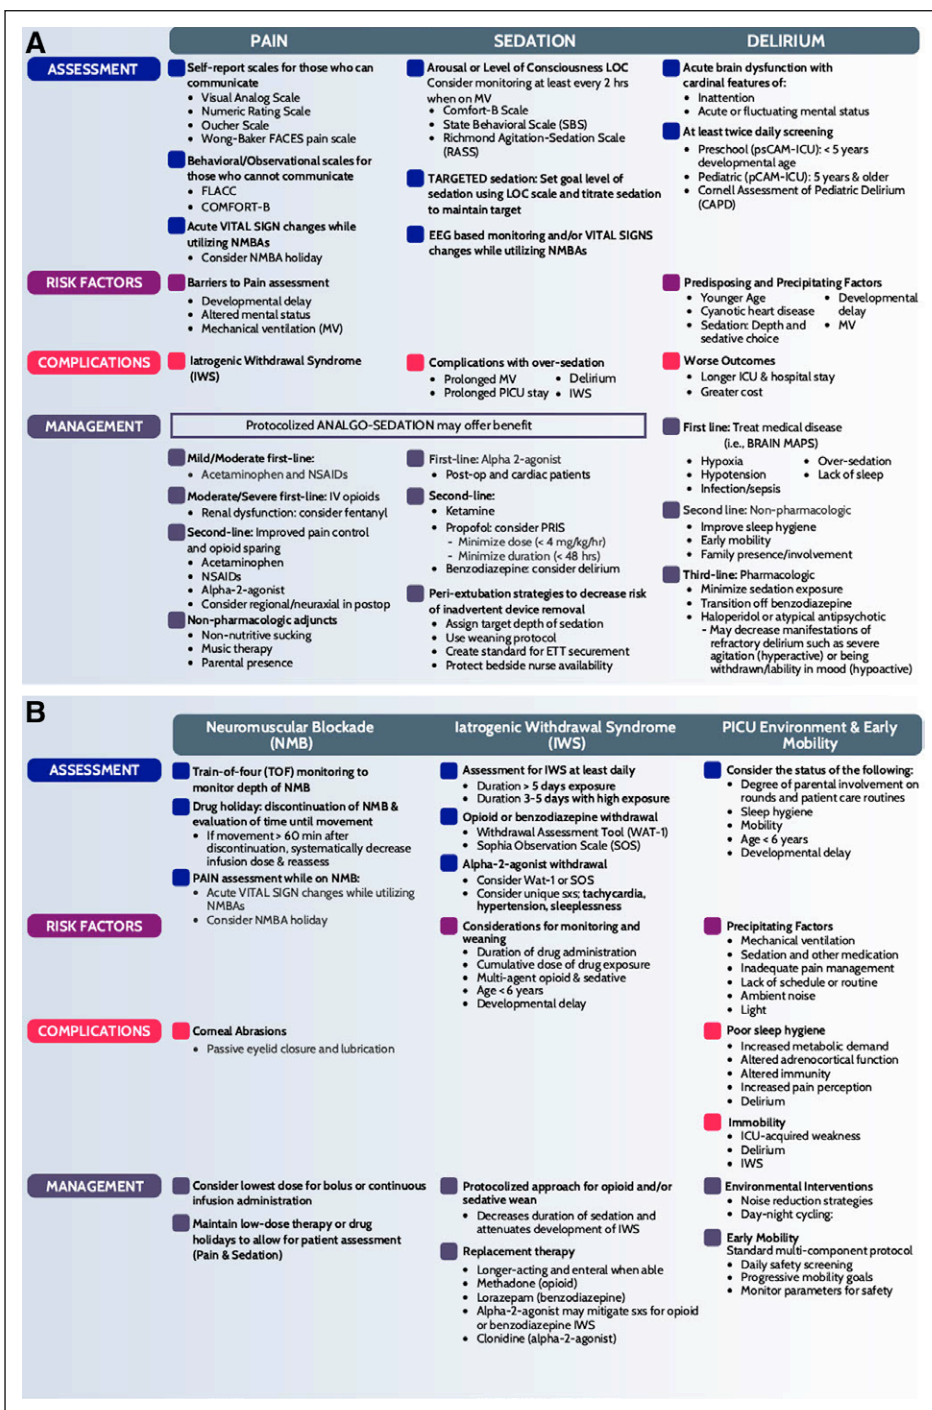 A
PAIN
SEDATION
DELIRIUM
ASSESSMENT
Self-report scales for those who can
communicate
• Visual Analog Scale
• Numeric Rating Scale
• Oucher Scale
• Wong-Baker FACES pain scale
Behavioral/Observational scales for
those who cannot communicate
• FLACC
• COMFORT-B
Acute VITAL SIGN changes while
utilizing NMBAs
• Consider NMBA holiday
Arousal or Level of Consciousness LOC
Consider monitoring at least every 2 hrs
when on MV
• Comfort-B Scale
• State Behavioral Scale (SBS)
• Richmond Agitation-Sedation Scale
(RASS)
TARGETED sedation: Set goal level of
sedation using LOC scale and titrate sedation
to maintain target
EEG based monitoring and/or VITAL SIGNS
changes while utilizing NMBAs
Acute brain dysfunction with
cardinal features of:
• Inattention
• Acute or fluctuating mental status
At least twice daily screening
• Preschool (psCAM-ICU): < 5 years
developmental age
• Pediatric (pCAM-ICU): 5 years & older
• Cornell Assessment of Pediatric Delirium
(CAPD)
RISK FACTORS
Barriers to Pain assessment
• Developmental delay
• Altered mental status
• Mechanical ventilation (MV)
Predisposing and Precipitating Factors
• Younger Age
• Cyanotic heart disease
• Sedation: Depth and
sedative choice
• Developmental
delay
• MV
COMPLICATIONS
Iatrogenic Withdrawal Syndrome
(IWS)
Complications with over-sedation
• Prolonged MV
• Prolonged PICU stay
• Delirium
• IWS
Worse Outcomes
• Longer ICU & hospital stay
• Greater cost
MANAGEMENT
Protocolized ANALGO-SEDATION may offer benefit
Mild/Moderate first-line:
• Acetaminophen and NSAIDs
Moderate/Severe first-line: IV opioids
• Renal dysfunction: consider fentanyl
Second-line: Improved pain control
and opioid sparing
• Acetaminophen
• NSAIDs
• Alpha-2-agonist
• Consider regional/neuraxial in postop
Non-pharmacologic adjuncts
• Non-nutritive sucking
• Music therapy
• Parental presence
First-line: Alpha 2-agonist
• Post-op and cardiac patients
Second-line:
• Ketamine
• Propofol: consider PRIS
- Minimize dose (< 4 mg/kg/hr)
- Minimize duration (< 48 hrs)
• Benzodiazepine: consider delirium
Peri-extubation strategies to decrease risk
of inadvertent device removal
• Assign target depth of sedation
• Use weaning protocol
• Create standard for ETT securement
• Protect bedside nurse availability
First line: Treat medical disease
(i.e., BRAIN MAPS)
• Hypoxia
• Hypotension
• Infection/sepsis
• Over-sedation
• Lack of sleep
Second line: Non-pharmacologic
• Improve sleep hygiene
• Early mobility
• Family presence/involvement
Third-line: Pharmacologic
• Minimize sedation exposure
• Transition off benzodiazepine
• Haloperidol or atypical antipsychotic
- May decrease manifestations of
refractory delirium such as severe
agitation (hyperactive) or being
withdrawn/lability in mood (hypoactive)
B
Neuromuscular Blockade
(NMB)
Iatrogenic Withdrawal Syndrome
(IWS)
PICU Environment & Early
Mobility
ASSESSMENT
Train-of-four (TOF) monitoring to
monitor depth of NMB
Drug holiday: discontinuation of NMB &
evaluation of time until movement
• If movement > 60 min after
discontinuation, systematically decrease
infusion dose & reassess
PAIN assessment while on NMB:
• Acute VITAL SIGN changes while utilizing
NMBAs
• Consider NMBA holiday
Assessment for IWS at least daily
• Duration > 5 days exposure
• Duration 3-5 days with high exposure
Opioid or benzodiazepine withdrawal
• Withdrawal Assessment Tool (WAT-1)
• Sophia Observation Scale (SOS)
Alpha-2-agonist withdrawal
• Consider Wat-1 or SOS
• Consider unique sxs; tachycardia,
hypertension, sleeplessness
Consider the status of the following:
• Degree of parental involvement on
rounds and patient care routines
• Sleep hygiene
• Mobility
• Age < 6 years
• Developmental delay
RISK FACTORS
Considerations for monitoring and
weaning
• Duration of drug administration
• Cumulative dose of drug exposure
• Multi-agent opioid & sedative
• Age < 6 years
• Developmental delay
Precipitating Factors
• Mechanical ventilation
• Sedation and other medication
• Inadequate pain management
• Lack of schedule or routine
• Ambient noise
• Light
COMPLICATIONS
Corneal Abrasions
• Passive eyelid closure and lubrication
Poor sleep hygiene
• Increased metabolic demand
• Altered adrenocortical function
• Altered immunity
• Increased pain perception
• Delirium
Immobility
• ICU-acquired weakness
• Delirium
• IWS
MANAGEMENT
Consider lowest dose for bolus or continuous
infusion administration
Maintain low-dose therapy or drug
holidays to allow for patient assessment
(Pain & Sedation)
Protocolized approach for opioid and/or
sedative wean
• Decreases duration of sedation and
attenuates development of IWS
Replacement therapy
• Longer-acting and enteral when able
• Methadone (opioid)
• Lorazepam (benzodiazepine)
• Alpha-2-agonist may mitigate sxs for opioid
or benzodiazepine IWS
• Clonidine (alpha-2-agonist)
Environmental Interventions
• Noise reduction strategies
• Day-night cycling:
Early Mobility
Standard multi-component protocol
• Daily safety screening
• Progressive mobility goals
• Monitor parameters for safety